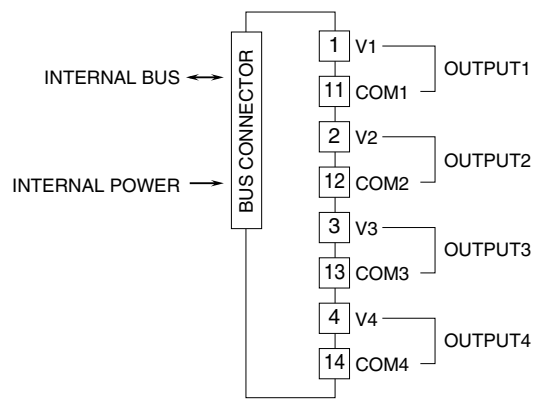 1 V1
OUTPUT1
INTERNAL BUS
11 COM1
BUS CONNECTOR
2 V2
OUTPUT2
INTERNAL POWER
12 COM2
3 V3
OUTPUT3
13 COM3
4 V4
OUTPUT4
14 COM4